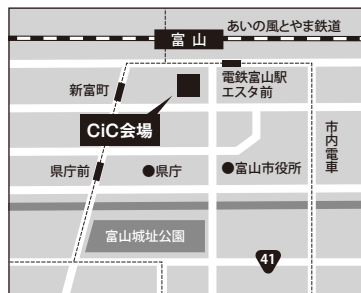 あいの風とやま鉄道
富山
電鉄富山駅
エスタ前
新富町
CiC会場
市内電車
県庁前
●県庁
●富山市役所
富山城址公園
41